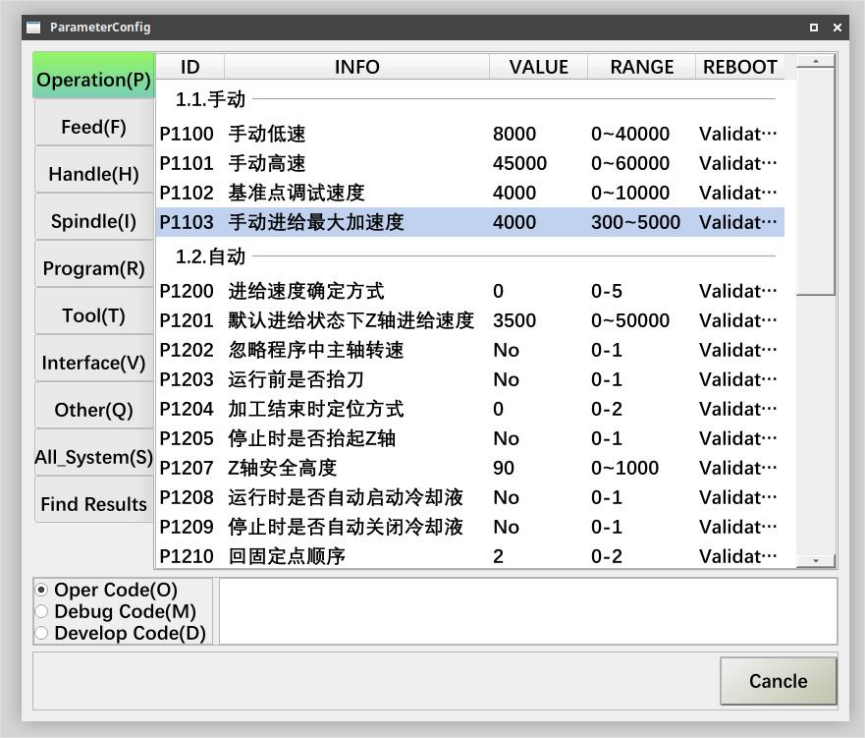 ParameterConfig
Operation(P)
Feed(F)
Handle(H)
Spindle(I)
Program(R)
Tool(T)
Interface(V)
Other(Q)
All_System(S)
Find Results
ID INFO VALUE RANGE REBOOT
1.1.手动
P1100 手动低速 8000 0~40000 Validat···
P1101 手动高速 45000 0~60000 Validat···
P1102 基准点调试速度 4000 0~10000 Validat···
P1103 手动进给最大加速度 4000 300~5000 Validat···
1.2.自动
P1200 进给速度确定方式 0 0-5 Validat···
P1201 默认进给状态下Z轴进给速度 3500 0~50000 Validat···
P1202 忽略程序中主轴转速 No 0-1 Validat···
P1203 运行前是否抬刀 No 0-1 Validat···
P1204 加工结束时定位方式 0 0-2 Validat···
P1205 停止时是否抬起Z轴 No 0-1 Validat···
P1207 Z轴安全高度 90 0~1000 Validat···
P1208 运行时是否自动启动冷却液 No 0-1 Validat···
P1209 停止时是否自动关闭冷却液 No 0-1 Validat···
P1210 回固定点顺序 2 0-2 Validat···
Oper Code(O)
Debug Code(M)
Develop Code(D)
Cancle